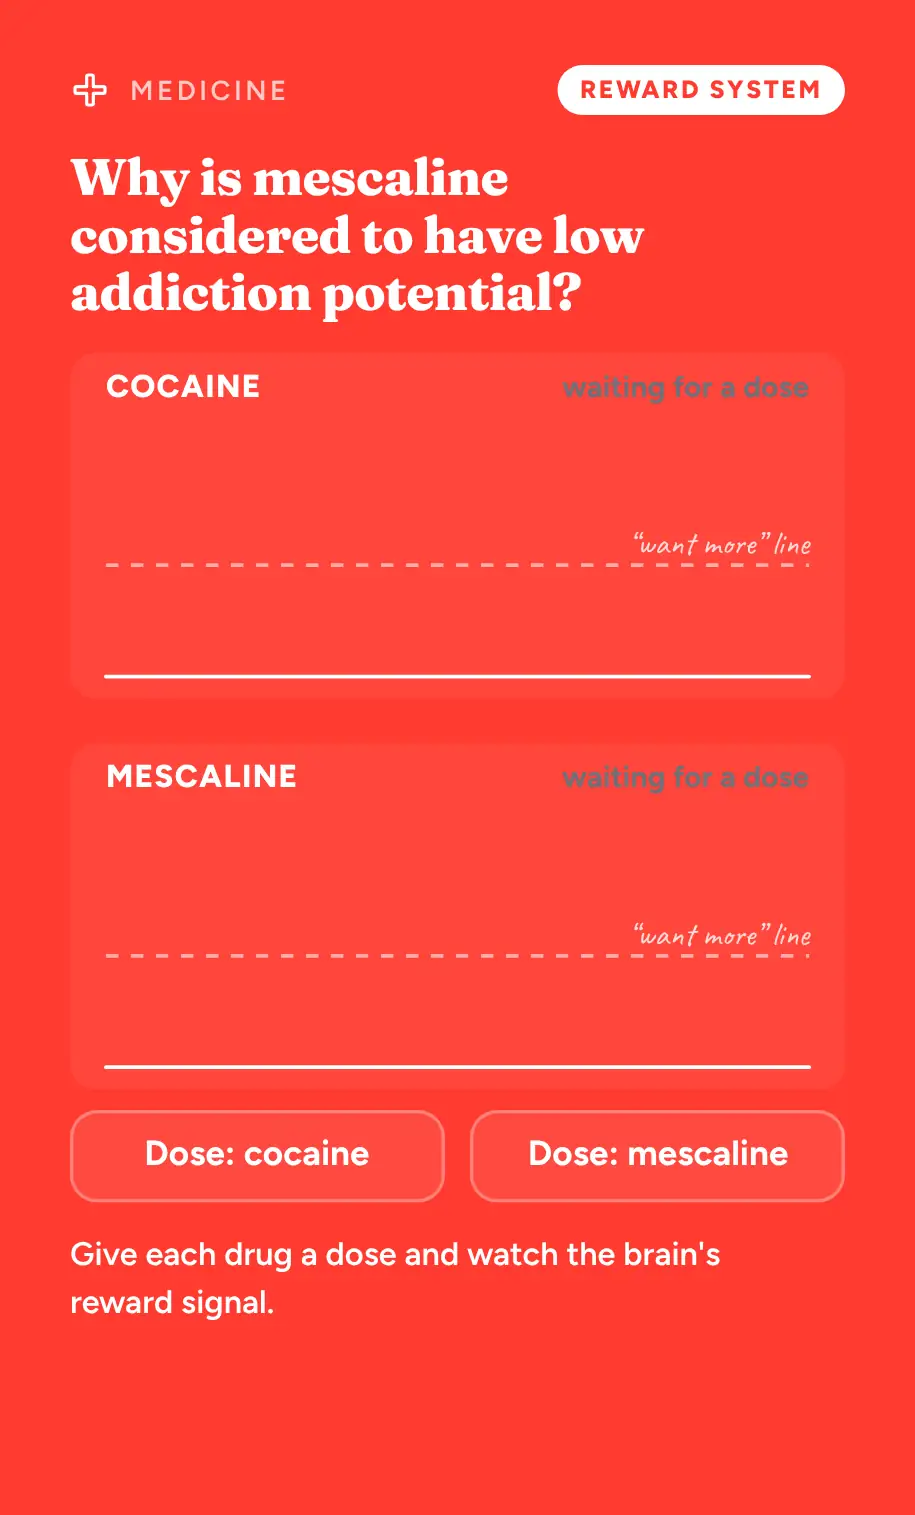 MEDICINE
REWARD SYSTEM
Why is mescaline
considered to have low
addiction potential?
COCAINE
waiting for a dose
“want more” line
MESCALINE
waiting for a dose
“want more” line
Dose: cocaine
Dose: mescaline
Give each drug a dose and watch the brain's
reward signal.